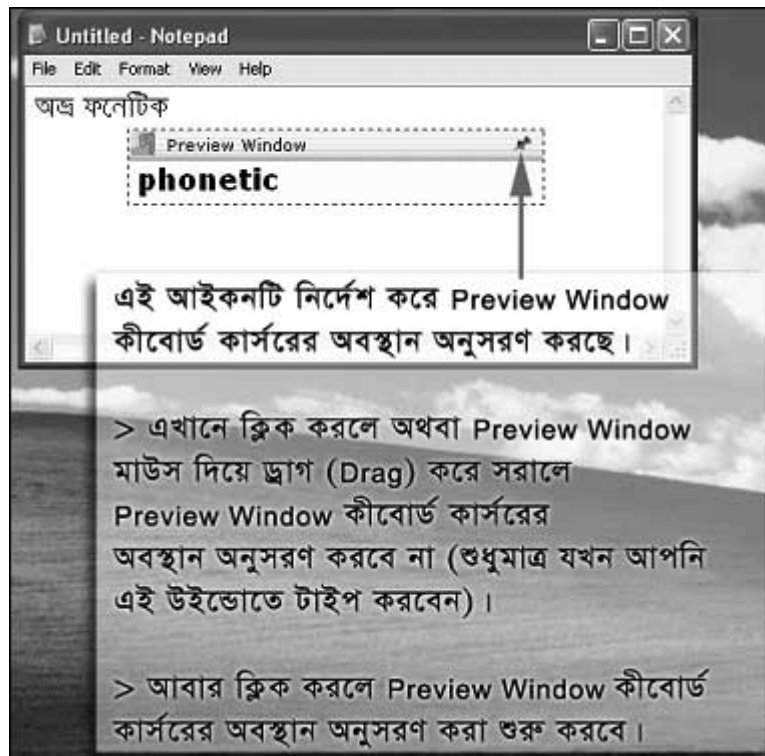 Untitled - Notepad
File Edit Format View Help
অভ্র ফনেটিক
Preview Window
phonetic
এই আইকনটি নির্দেশ করে Preview Window
কীবোর্ড কার্সরের অবস্থান অনুসরণ করছে।
> এখানে ক্লিক করলে অথবা Preview Window
মাউস দিয়ে ড্রাগ (Drag) করে সরালে
Preview Window কীবোর্ড কার্সরের
অবস্থান অনুসরণ করবে না (শুধুমাত্র যখন আপনি
এই উইন্ডোতে টাইপ করবেন)।
> আবার ক্লিক করলে Preview Window কীবোর্ড
কার্সরের অবস্থান অনুসরণ করা শুরু করবে।